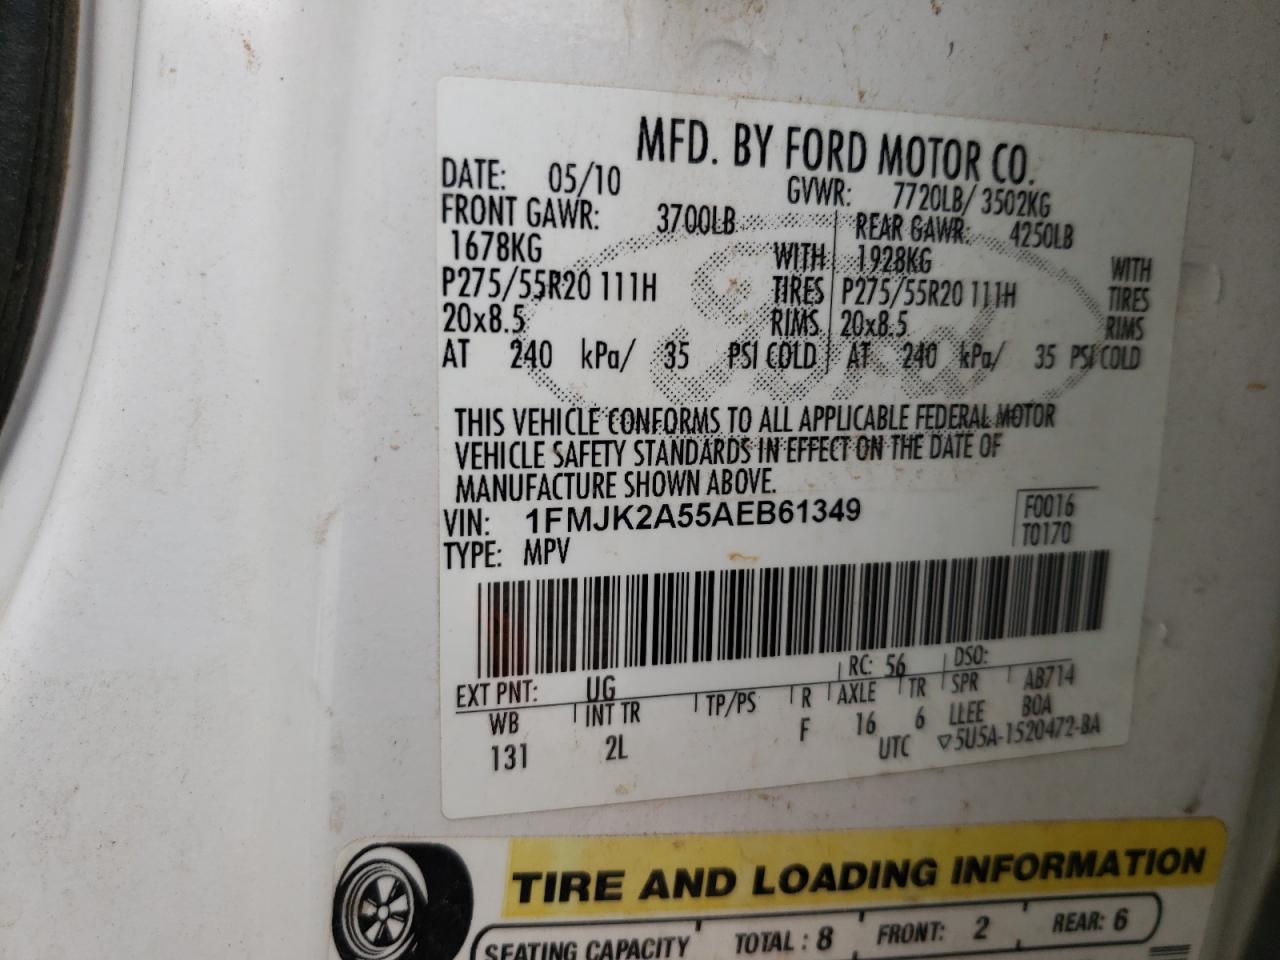 MFD. BY FORD MOTOR CO.
DATE: 05/10 GVWR: 7720LB/ 3502KG
FRONT GAWR: 3700LB REAR GAWR: 4250LB
1678KG WITH 1928KG WITH
P275/55R20 111H TIRES P275/55R20 111H TIRES
20x8.5 RIMS 20x8.5 RIMS
AT 240 kPa/ 35 PSI COLD AT 240 kPa/ 35 PSI COLD
THIS VEHICLE CONFORMS TO ALL APPLICABLE FEDERAL MOTOR
VEHICLE SAFETY STANDARDS IN EFFECT ON THE DATE OF
MANUFACTURE SHOWN ABOVE.
VIN: 1FMJK2A55AEB61349 F0016
TYPE: MPV T0170
EXT PNT: UG RC: 56 DSO:
WB INT TR TP/PS R AXLE TR SPR AB714
131 2L F 16 6 LLEE BOA
UTC ▽5U5A-1520472-BA
TIRE AND LOADING INFORMATION
SEATING CAPACITY TOTAL : 8 FRONT: 2 REAR: 6